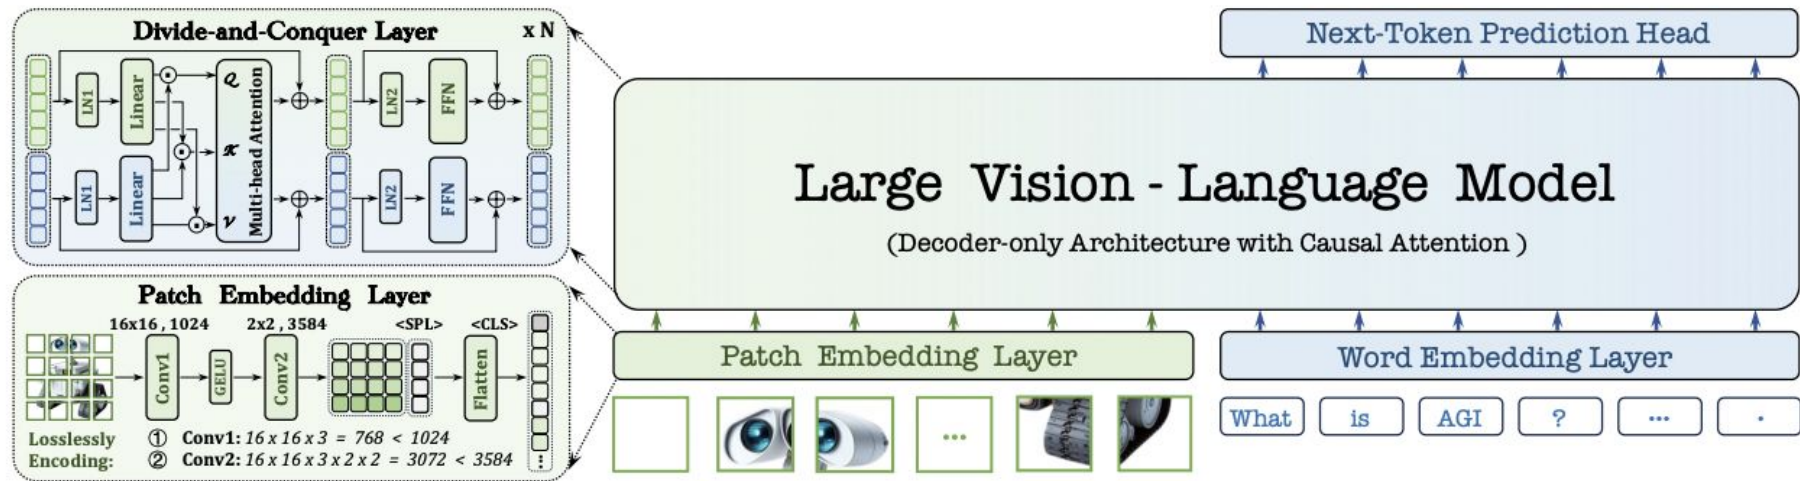 Divide-and-Conquer Layer
x N
LN1
Linear
LN1
Linear
Q
K
V
Multi-head Attention
LN2
FFN
LN2
FFN
Patch Embedding Layer
16x16 , 1024
2x2 , 3584
<SPL>
<CLS>
Conv1
GELU
Conv2
Flatten
Losslessly
Encoding:
① Conv1: 16 x 16 x 3 = 768 < 1024
② Conv2: 16 x 16 x 3 x 2 x 2 = 3072 < 3584
Next-Token Prediction Head
Large Vision - Language Model
(Decoder-only Architecture with Causal Attention )
Patch Embedding Layer
Word Embedding Layer
...
What is AGI ? ... .